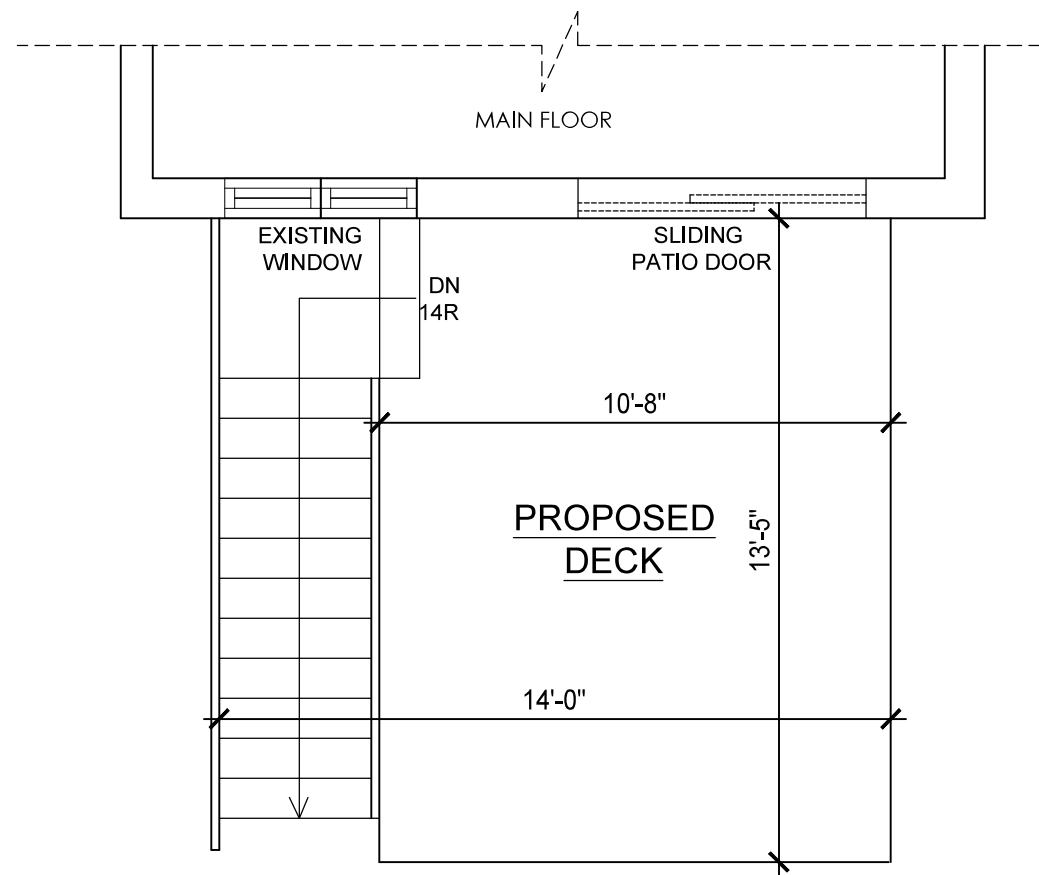 MAIN FLOOR
EXISTING
WINDOW
SLIDING
PATIO DOOR
DN
14R
10'-8"
PROPOSED
DECK
13'-5"
14'-0"